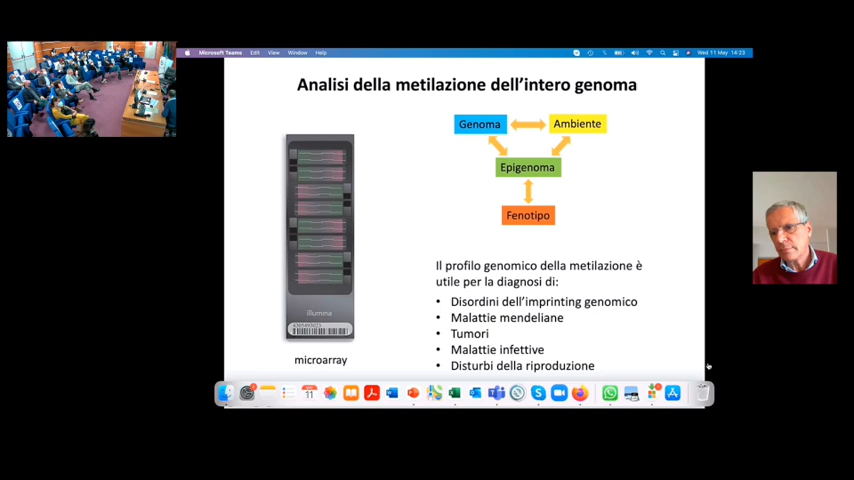 Microsoft Teams Edit View Window Help
Wed 11 May 14:23
Analisi della metilazione dell'intero genoma
Genoma
Ambiente
Epigenoma
Fenotipo
illumina
microarray
Il profilo genomico della metilazione è
utile per la diagnosi di:
• Disordini dell'imprinting genomico
• Malattie mendeliane
• Tumori
• Malattie infettive
• Disturbi della riproduzione
11